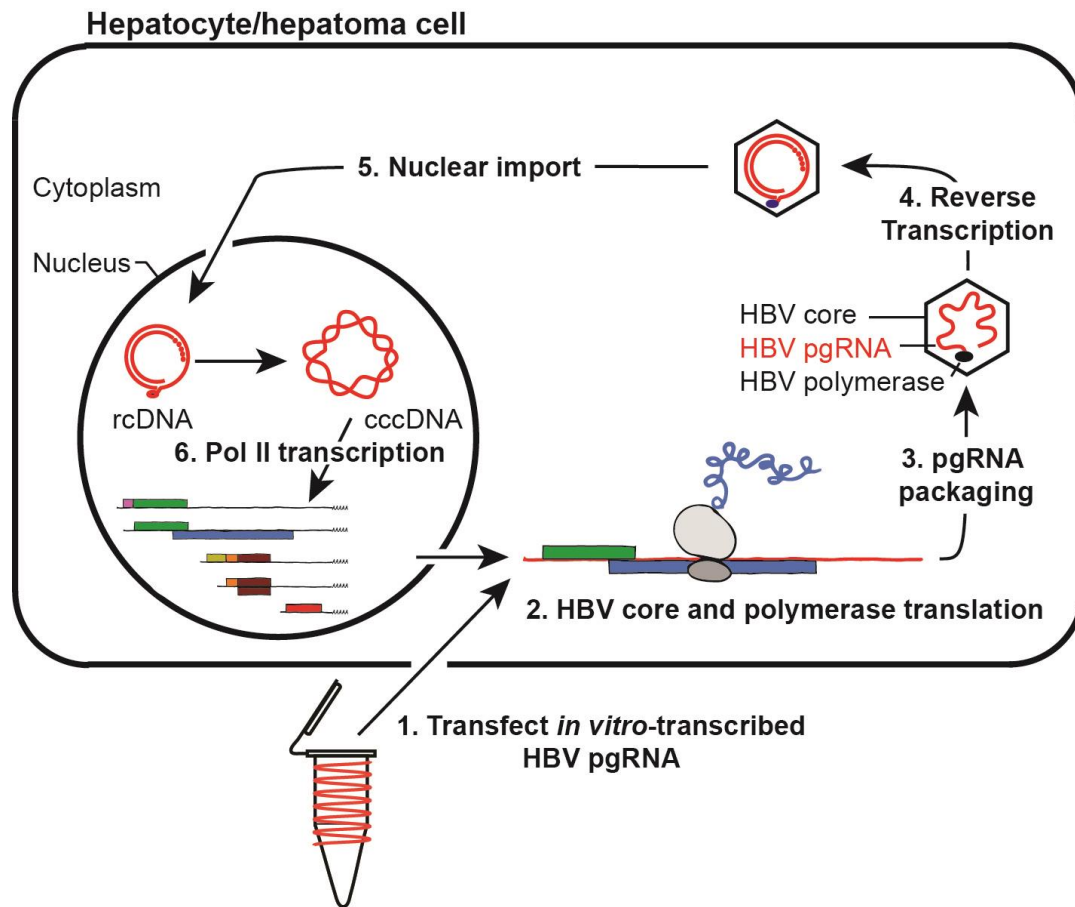 Hepatocyte/hepatoma cell
5. Nuclear import
Cytoplasm
4. Reverse
Transcription
Nucleus
HBV core
HBV pgRNA
HBV polymerase
rcDNA
cccDNA
6. Pol II transcription
3. pgRNA
packaging
2. HBV core and polymerase translation
1. Transfect in vitro-transcribed
HBV pgRNA